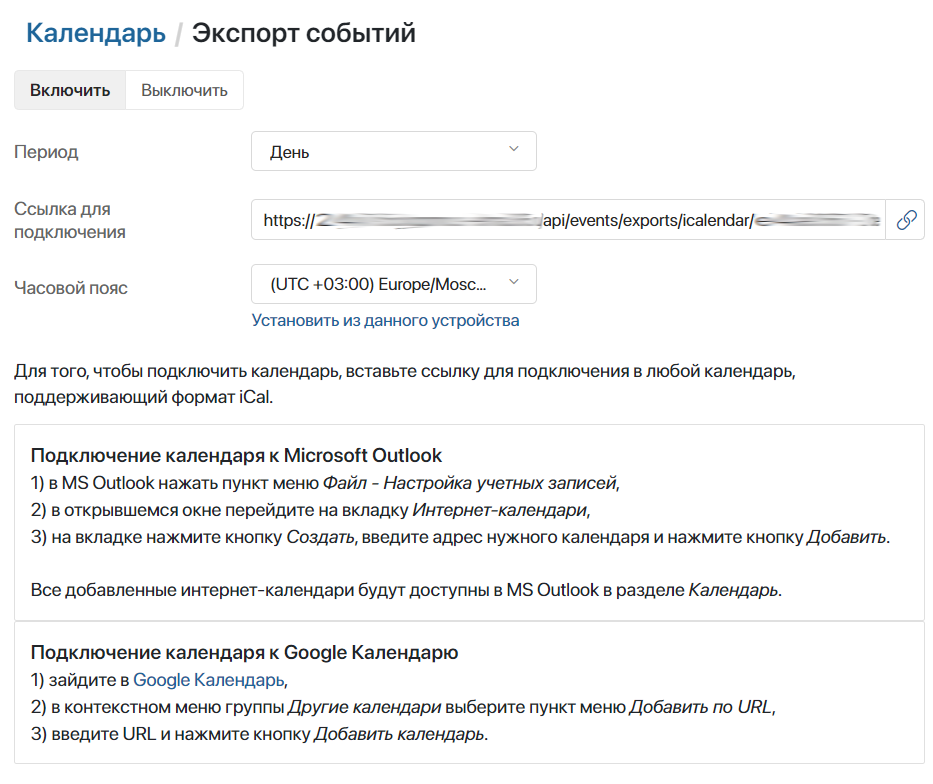 Календарь / Экспорт событий
Включить Выключить
Период
День
Ссылка для
подключения
https:// api/events/exports/icalendar/
Часовой пояс
(UTC +03:00) Europe/Mosc...
Установить из данного устройства
Для того, чтобы подключить календарь, вставьте ссылку для подключения в любой календарь,
поддерживающий формат iCal.
Подключение календаря к Microsoft Outlook
1) в MS Outlook нажать пункт меню Файл - Настройка учетных записей,
2) в открывшемся окне перейдите на вкладку Интернет-календари,
3) на вкладке нажмите кнопку Создать, введите адрес нужного календаря и нажмите кнопку Добавить.
Все добавленные интернет-календари будут доступны в MS Outlook в разделе Календарь.
Подключение календаря к Google Календарю
1) зайдите в Google Календарь,
2) в контекстном меню группы Другие календари выберите пункт меню Добавить по URL,
3) введите URL и нажмите кнопку Добавить календарь.